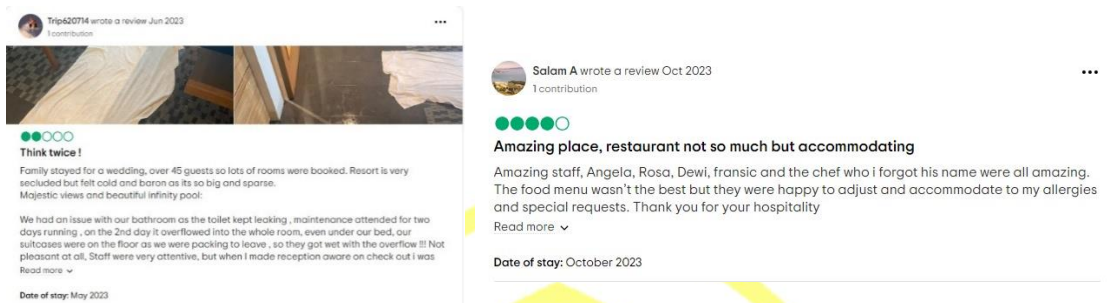 Trip620714 wrote a review Jun 2023
1 contribution
Think twice !
Family stayed for a wedding, over 45 guests so lots of rooms were booked. Resort is very
secluded but felt cold and baron as its so big and sparse.
Majestic views and beautiful infinity pool:
We had an issue with our bathroom as the toilet kept leaking , maintenance attended for two
days running , on the 2nd day it overflowed into the whole room, even under our bed, our
suitcases were on the floor as we were packing to leave , so they got wet with the overflow !!! Not
pleasant at all, Staff were very attentive, but when I made reception aware on check out i was
Read more
Date of stay: May 2023
Salam A wrote a review Oct 2023
1 contribution
Amazing place, restaurant not so much but accommodating
Amazing staff, Angela, Rosa, Dewi, fransic and the chef who i forgot his name were all amazing.
The food menu wasn't the best but they were happy to adjust and accommodate to my allergies
and special requests. Thank you for your hospitality
Read more
Date of stay: October 2023